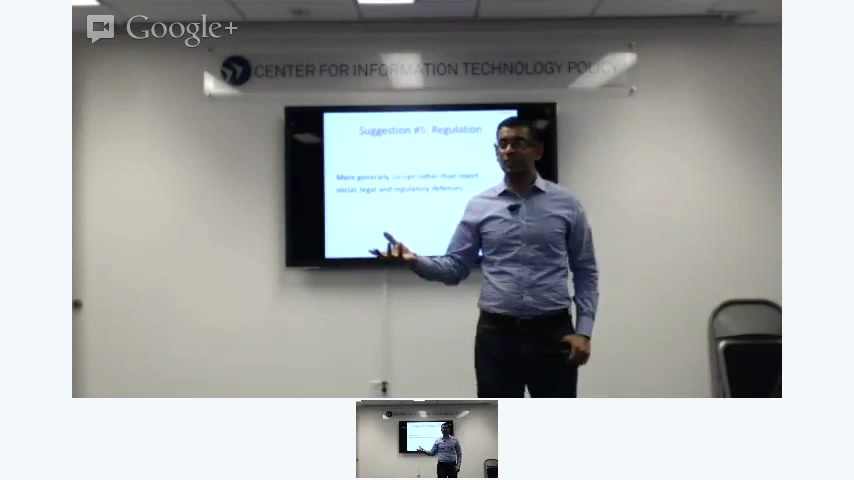 Google+
CENTER FOR INFORMATION TECHNOLOGY POLICY
Suggestion #5: Regulation
More generally, co-opt rather than reject
social, legal and regulatory defenses